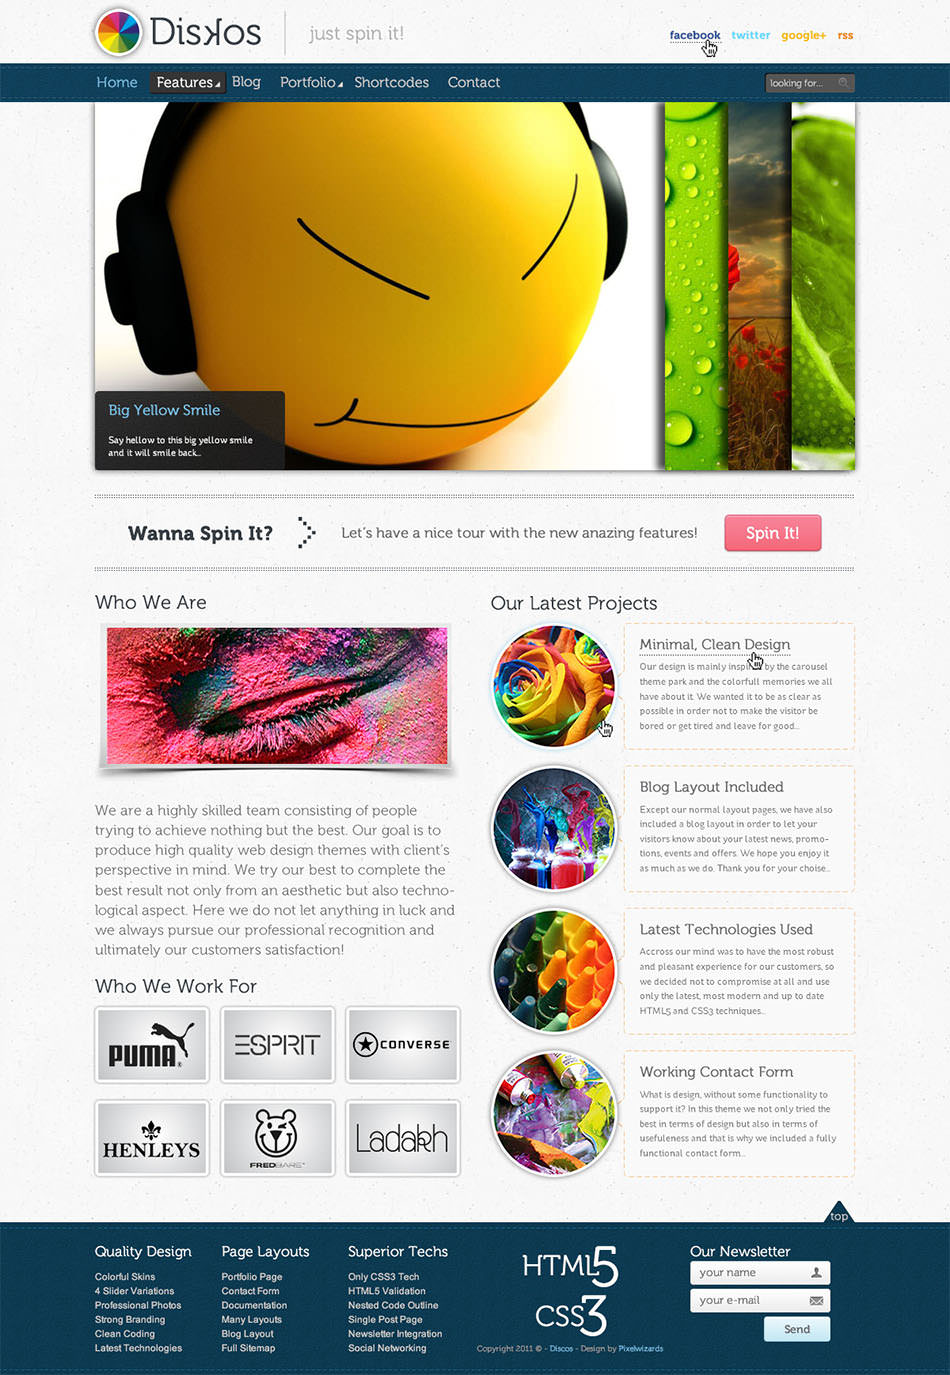 Diskos
just spin it!
facebook twitter google+ rss
Home Features Blog Portfolio Shortcodes Contact
looking for...
Big Yellow Smile
Say hellow to this big yellow smile
and it will smile back..
Wanna Spin It?
Let's have a nice tour with the new anazing features!
Spin It!
Who We Are
We are a highly skilled team consisting of people
trying to achieve nothing but the best. Our goal is to
produce high quality web design themes with client's
perspective in mind. We try our best to complete the
best result not only from an aesthetic but also techno-
logical aspect. Here we do not let anything in luck and
we always pursue our professional recognition and
ultimately our customers satisfaction!
Who We Work For
PUMA
ESPRIT
CONVERSE
HENLEYS
FREDBARE
Ladakh
Our Latest Projects
Minimal, Clean Design
Our design is mainly inspired by the carousel
theme park and the colorfull memories we all
have about it. We wanted it to be as clear as
possible in order not to make the visitor be
bored or get tired and leave for good...
Blog Layout Included
Except our normal layout pages, we have also
included a blog layout in order to let your
visitors know about your latest news, promo-
tions, events and offers. We hope you enjoy it
as much as we do. Thank you for your choise...
Latest Technologies Used
Accross our mind was to have the most robust
and pleasant experience for our customers, so
we decided not to compromise at all and use
only the latest, most modern and up to date
HTML5 and CSS3 techniques...
Working Contact Form
What is design, without some functionality to
support it? In this theme we not only tried the
best in terms of design but also in terms of
usefuleness and that is why we included a fully
functional contact form...
top
Quality Design
Colorful Skins
4 Slider Variations
Professional Photos
Strong Branding
Clean Coding
Latest Technologies
Page Layouts
Portfolio Page
Contact Form
Documentation
Many Layouts
Blog Layout
Full Sitemap
Superior Techs
Only CSS3 Tech
HTML5 Validation
Nested Code Outline
Single Post Page
Newsletter Integration
Social Networking
HTML5
CSS3
Copyright 2011 © - Discos - Design by Pixelwizards
Our Newsletter
your name
your e-mail
Send